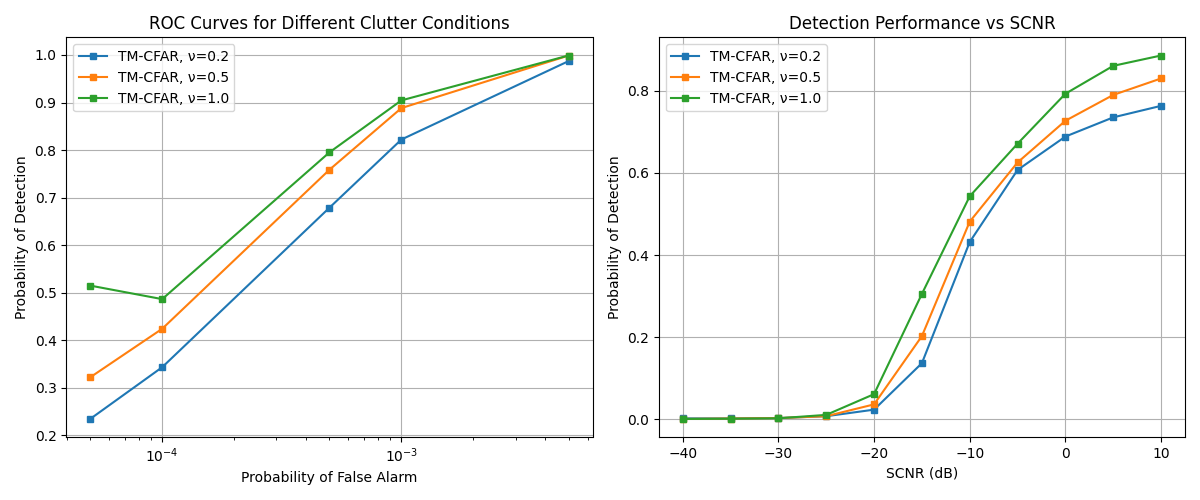 ROC Curves for Different Clutter Conditions
TM-CFAR, ν=0.2
TM-CFAR, ν=0.5
TM-CFAR, ν=1.0
Probability of Detection
1.0
0.9
0.8
0.7
0.6
0.5
0.4
0.3
0.2
10⁻⁴
10⁻³
Probability of False Alarm
Detection Performance vs SCNR
TM-CFAR, ν=0.2
TM-CFAR, ν=0.5
TM-CFAR, ν=1.0
Probability of Detection
0.8
0.6
0.4
0.2
0.0
−40
−30
−20
−10
0
10
SCNR (dB)